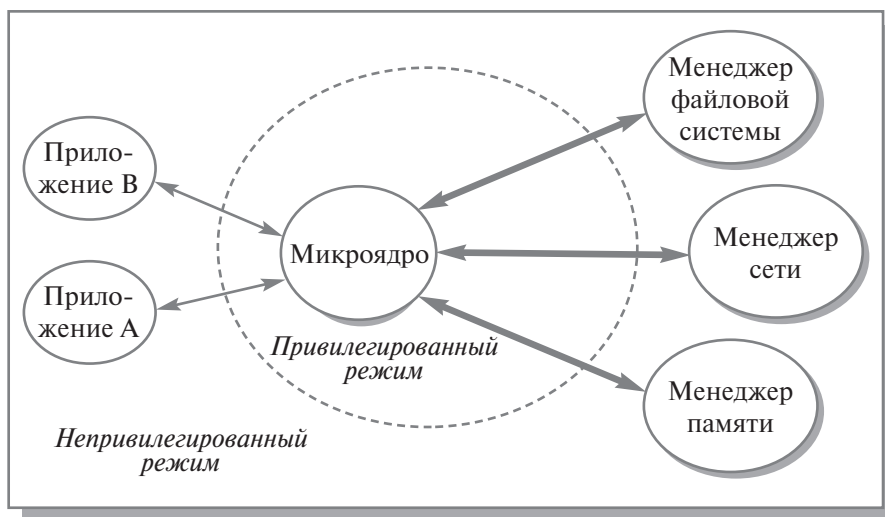 Прило-
жение B
Прило-
жение A
Микроядро
Привилегированный
режим
Непривилегированный
режим
Менеджер
файловой
системы
Менеджер
сети
Менеджер
памяти